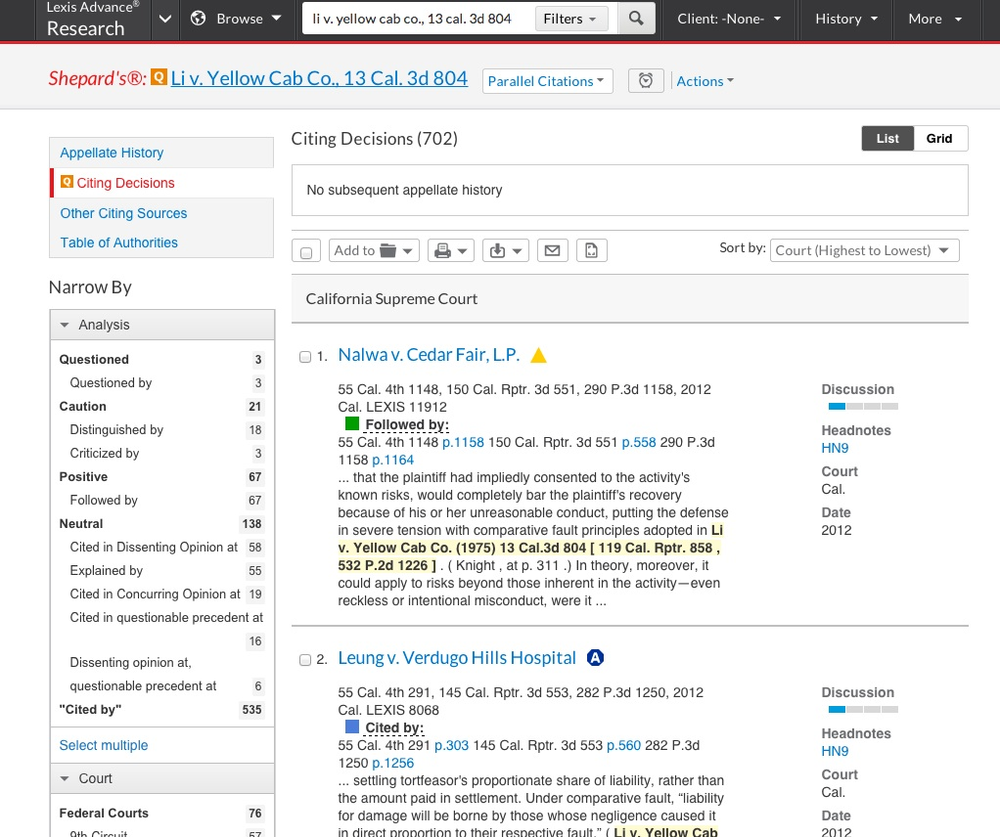 Lexis Advance®
Research
Browse
li v. yellow cab co., 13 cal. 3d 804
Filters
Client: -None-
History
More
Shepard's®: Q Li v. Yellow Cab Co., 13 Cal. 3d 804
Parallel Citations
Actions
Appellate History
Q Citing Decisions
Other Citing Sources
Table of Authorities
Narrow By
Analysis
Questioned 3
Questioned by 3
Caution 21
Distinguished by 18
Criticized by 3
Positive 67
Followed by 67
Neutral 138
Cited in Dissenting Opinion at 58
Explained by 55
Cited in Concurring Opinion at 19
Cited in questionable precedent at
16
Dissenting opinion at,
questionable precedent at 6
"Cited by" 535
Select multiple
Court
Federal Courts 76
9th Circuit 57
Citing Decisions (702)
List Grid
No subsequent appellate history
Add to
Sort by: Court (Highest to Lowest)
California Supreme Court
1. Nalwa v. Cedar Fair, L.P.
55 Cal. 4th 1148, 150 Cal. Rptr. 3d 551, 290 P.3d 1158, 2012
Cal. LEXIS 11912
Followed by:
55 Cal. 4th 1148 p.1158 150 Cal. Rptr. 3d 551 p.558 290 P.3d
1158 p.1164
... that the plaintiff had impliedly consented to the activity's
known risks, would completely bar the plaintiff's recovery
because of his or her unreasonable conduct, putting the defense
in severe tension with comparative fault principles adopted in Li
v. Yellow Cab Co. (1975) 13 Cal.3d 804 [ 119 Cal. Rptr. 858 ,
532 P.2d 1226 ] . ( Knight , at p. 311 .) In theory, moreover, it
could apply to risks beyond those inherent in the activity—even
reckless or intentional misconduct, were it ...
Discussion
Headnotes
HN9
Court
Cal.
Date
2012
2. Leung v. Verdugo Hills Hospital A
55 Cal. 4th 291, 145 Cal. Rptr. 3d 553, 282 P.3d 1250, 2012
Cal. LEXIS 8068
Cited by:
55 Cal. 4th 291 p.303 145 Cal. Rptr. 3d 553 p.560 282 P.3d
1250 p.1256
... settling tortfeasor's proportionate share of liability, rather than
the amount paid in settlement. Under comparative fault, “liability
for damage will be borne by those whose negligence caused it
in direct proportion to their respective fault.” ( Li v. Yellow Cab
Discussion
Headnotes
HN9
Court
Cal.
Date
2012